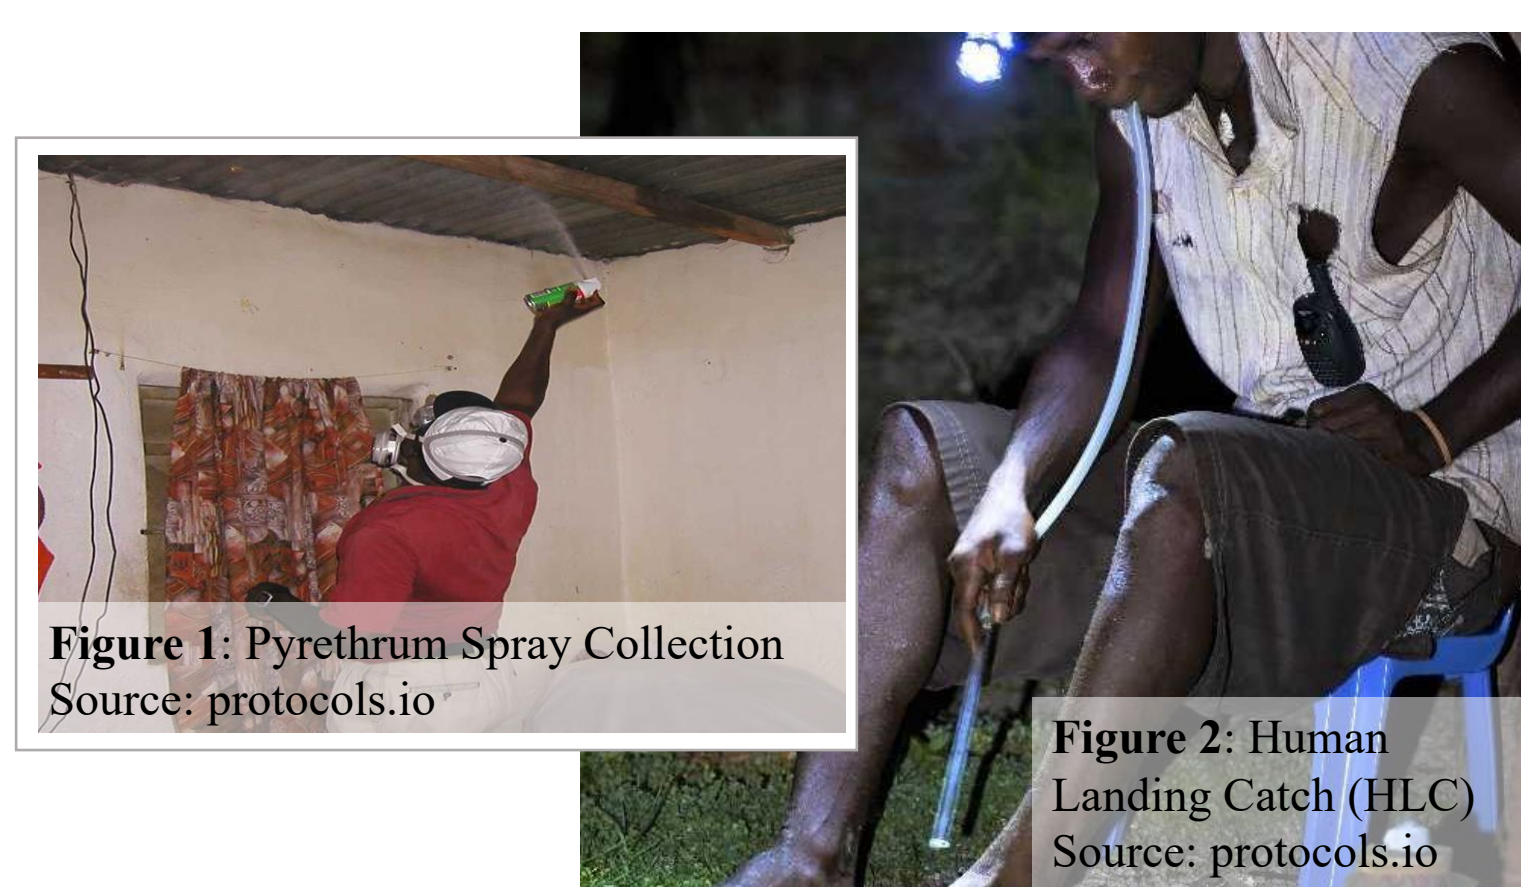 Figure 1: Pyrethrum Spray Collection
Source: protocols.io
Figure 2: Human
Landing Catch (HLC)
Source: protocols.io